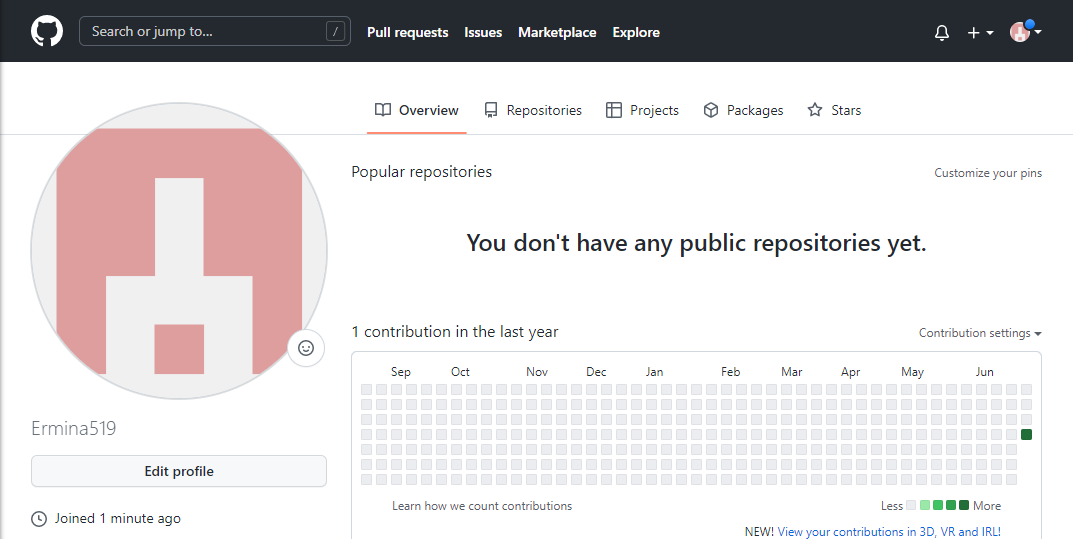 Search or jump to... /
Pull requests Issues Marketplace Explore
Overview Repositories Projects Packages Stars
Popular repositories
Customize your pins
You don't have any public repositories yet.
1 contribution in the last year
Contribution settings
Sep Oct Nov Dec Jan Feb Mar Apr May Jun
Learn how we count contributions
Less More
NEW! View your contributions in 3D, VR and IRL!
Ermina519
Edit profile
Joined 1 minute ago